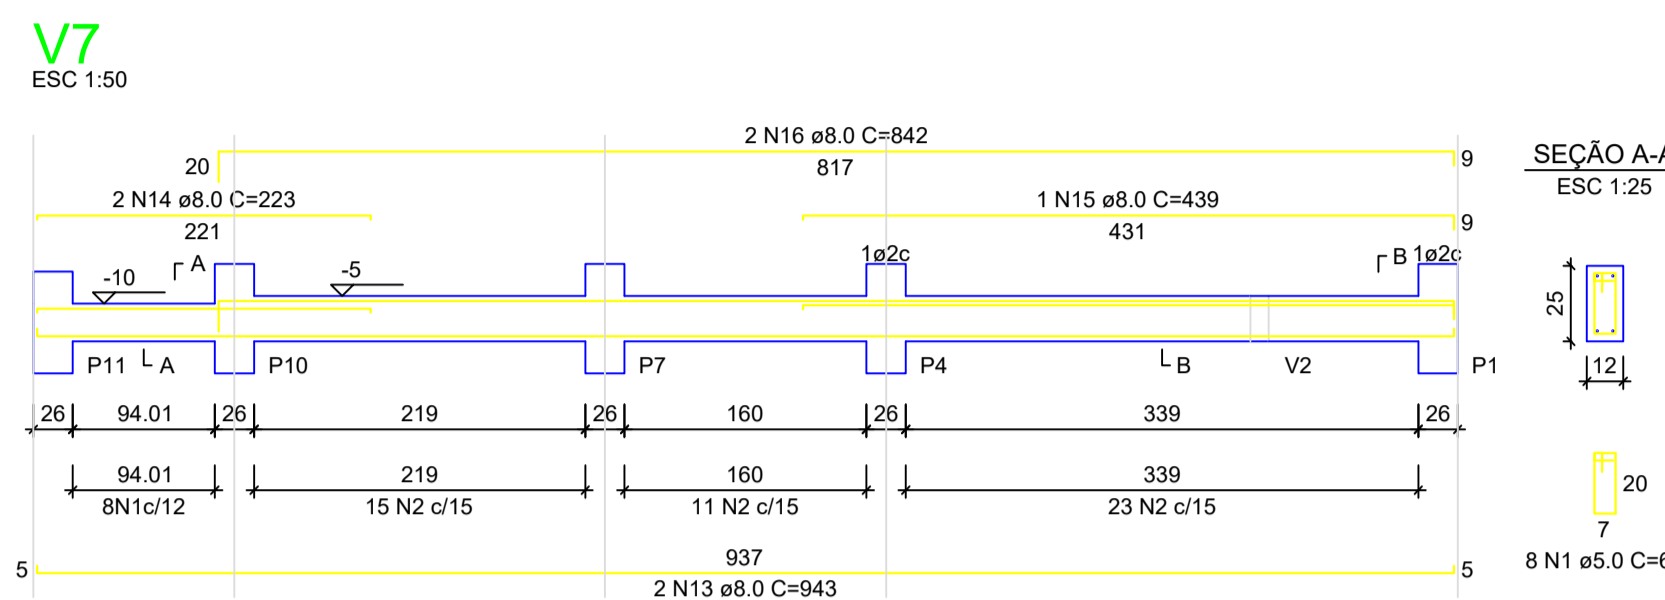 V7
ESC 1:50
2 N16 ø8.0 C=842
20
817
9
SEÇÃO A-A
ESC 1:25
2 N14 ø8.0 C=223
221
1 N15 ø8.0 C=439
431
9
A
-10
-5
1ø2c
B
1ø2c
25
12
P11
A
P10
P7
P4
B
V2
P1
26
94.01
26
219
26
160
26
339
26
94.01
219
160
339
8N1c/12
15 N2 c/15
11 N2 c/15
23 N2 c/15
20
7
8 N1 ø5.0 C=6
5
937
5
2 N13 ø8.0 C=943